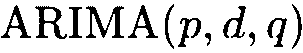 ARIMA(p, d, q)